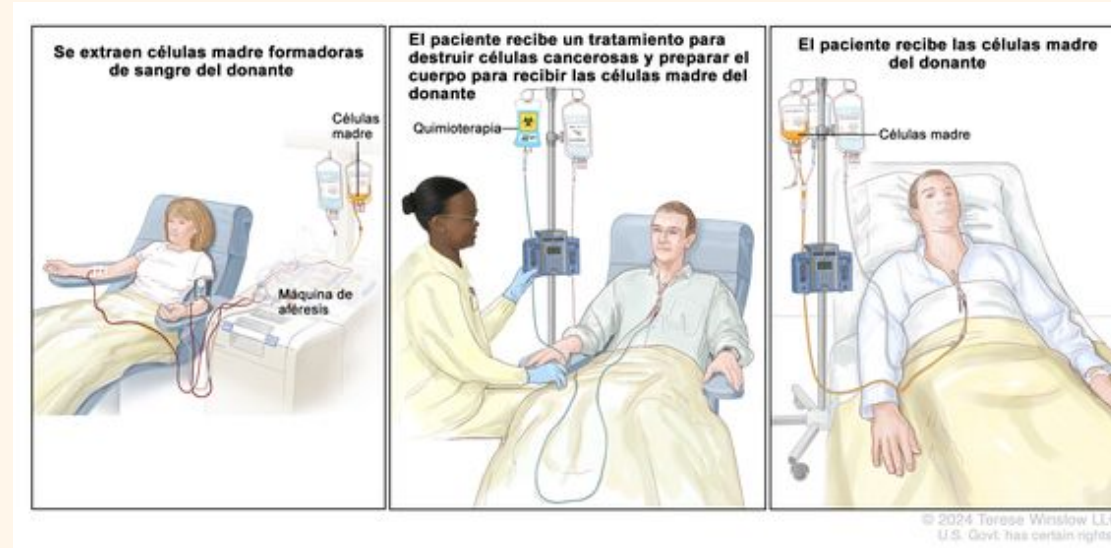 Se extraen células madre formadoras
de sangre del donante
Células
madre
Máquina de
aféresis
El paciente recibe un tratamiento para
destruir células cancerosas y preparar el
cuerpo para recibir las células madre del
donante
Quimioterapia
El paciente recibe las células madre
del donante
Células madre
© 2024 Terese Winslow LLC
U.S. Govt. has certain rights